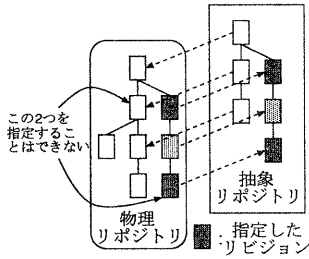 この2つを
指定するこ
とはできない
物理
リポジトリ
抽象
リポジトリ
：指定した
リビジョン